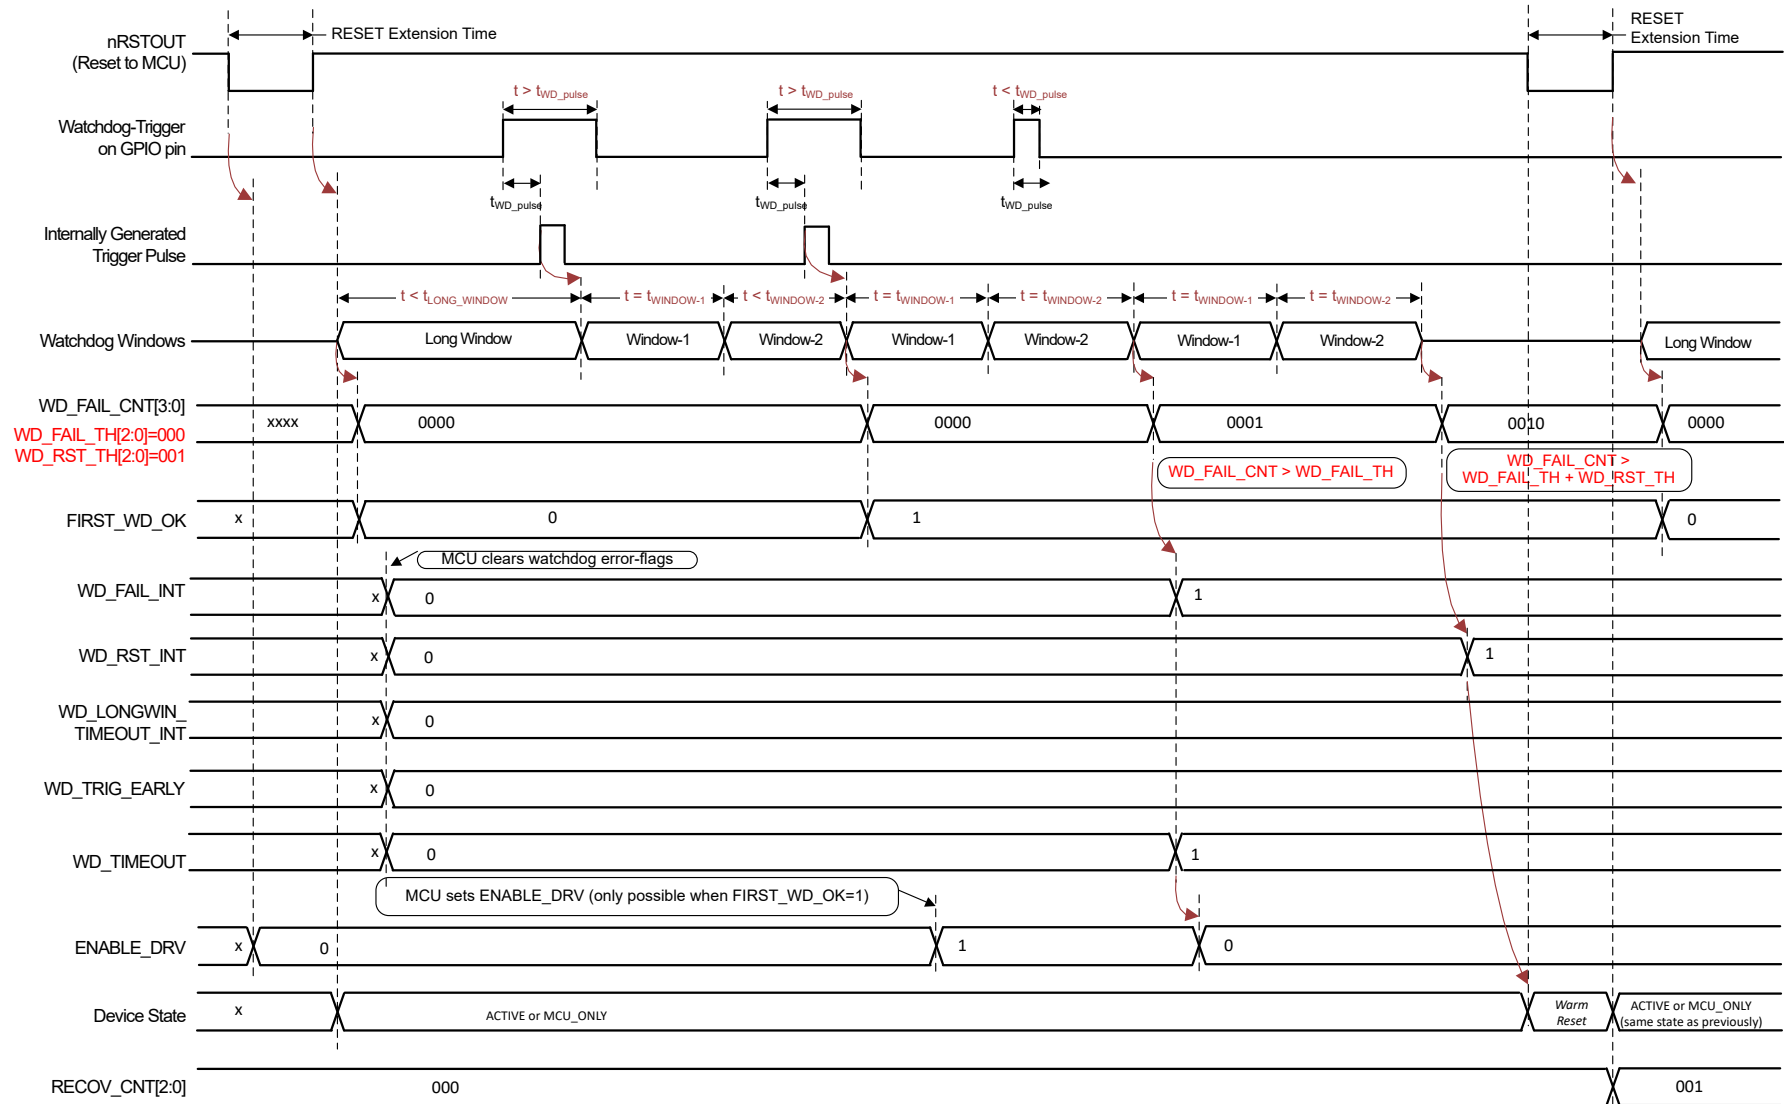 RESET Extension Time
RESET
Extension Time
nRSTOUT
(Reset to MCU)
t > tWD_pulse
t > tWD_pulse
t < tWD_pulse
Watchdog-Trigger
on GPIO pin
tWD_pulse
tWD_pulse
tWD_pulse
Internally Generated
Trigger Pulse
t < tLONG_WINDOW
t = tWINDOW-1
t < tWINDOW-2
t = tWINDOW-1
t = tWINDOW-2
t = tWINDOW-1
t = tWINDOW-2
Watchdog Windows
Long Window
Window-1
Window-2
Window-1
Window-2
Window-1
Window-2
Long Window
WD_FAIL_CNT[3:0]
WD_FAIL_TH[2:0]=000
WD_RST_TH[2:0]=001
xxxx
0000
0000
0001
0010
0000
WD_FAIL_CNT > WD_FAIL_TH
WD_FAIL_CNT >
WD_FAIL_TH + WD_RST_TH
FIRST_WD_OK
x
0
1
0
MCU clears watchdog error-flags
WD_FAIL_INT
x
0
1
WD_RST_INT
x
0
1
WD_LONGWIN_
TIMEOUT_INT
x
0
WD_TRIG_EARLY
x
0
WD_TIMEOUT
x
0
1
MCU sets ENABLE_DRV (only possible when FIRST_WD_OK=1)
ENABLE_DRV
x
0
1
0
Device State
x
ACTIVE or MCU_ONLY
Warm
Reset
ACTIVE or MCU_ONLY
(same state as previously)
RECOV_CNT[2:0]
000
001